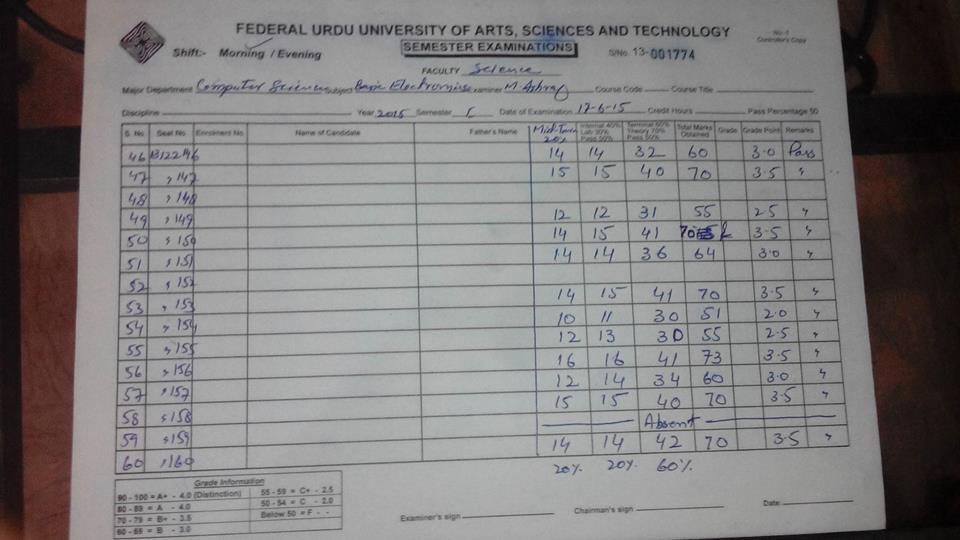 FEDERAL URDU UNIVERSITY OF ARTS, SCIENCES AND TECHNOLOGY
No-1
Controller's Copy
Shift:- Morning / Evening
SEMESTER EXAMINATIONS
S/No. 13-001774
FACULTY Science
Major Department Computer Science Subject Basic Electronics Examiner M. Ashraf Course Code Course Title
Discipline Year 2015 Semester I Date of Examination 17-6-15 Credit Hours Pass Percentage 50
S. No Seat No. Enrolment No. Name of Candidate Father's Name Mid-Term 20% Internal 40% Lab 30% Pass 50% Terminal 60% Theory 70% Pass 50% Total Marks Obtained Grade Grade Point Remarks
46 B122146 14 14 32 60 3.0 Pass
47 " 147 15 15 40 70 3.5 "
48 " 148
49 " 149 12 12 31 55 2.5 "
50 " 150 14 15 41 70 3.5 "
51 " 151 14 14 36 64 3.0 "
52 " 152
53 " 153 14 15 41 70 3.5 "
54 " 154 10 11 30 51 2.0 "
55 " 155 12 13 30 55 2.5 "
56 " 156 16 16 41 73 3.5 "
57 " 157 12 14 34 60 3.0 "
58 " 158 15 15 40 70 3.5 "
59 " 159 Absent
60 " 160 14 14 42 70 3.5 "
20% 20% 60%
Grade Information
90 - 100 = A+ - 4.0 (Distinction) 55 - 59 = C+ - 2.5
80 - 89 = A - 4.0 50 - 54 = C - 2.0
70 - 79 = B+ - 3.5 Below 50 = F - -
60 - 69 = B - 3.0
Examiner's sign Chairman's sign Date